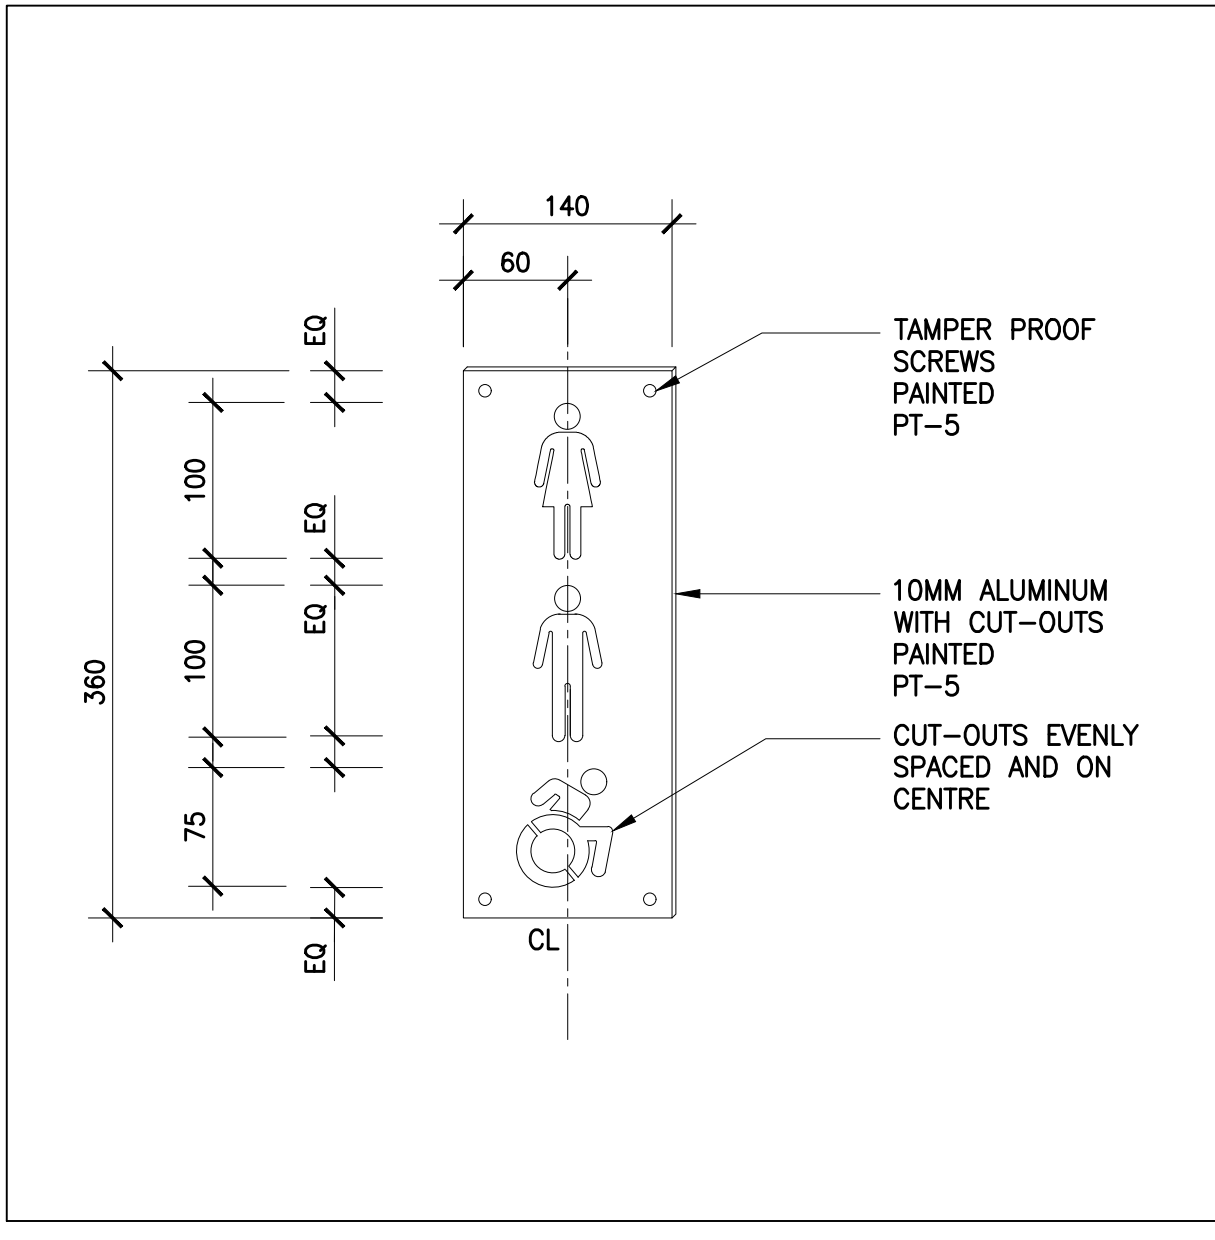 140
60
EQ
EQ
EQ
EQ
100
100
75
360
TAMPER PROOF
SCREWS
PAINTED
PT-5
10MM ALUMINUM
WITH CUT-OUTS
PAINTED
PT-5
CUT-OUTS EVENLY
SPACED AND ON
CENTRE
CL